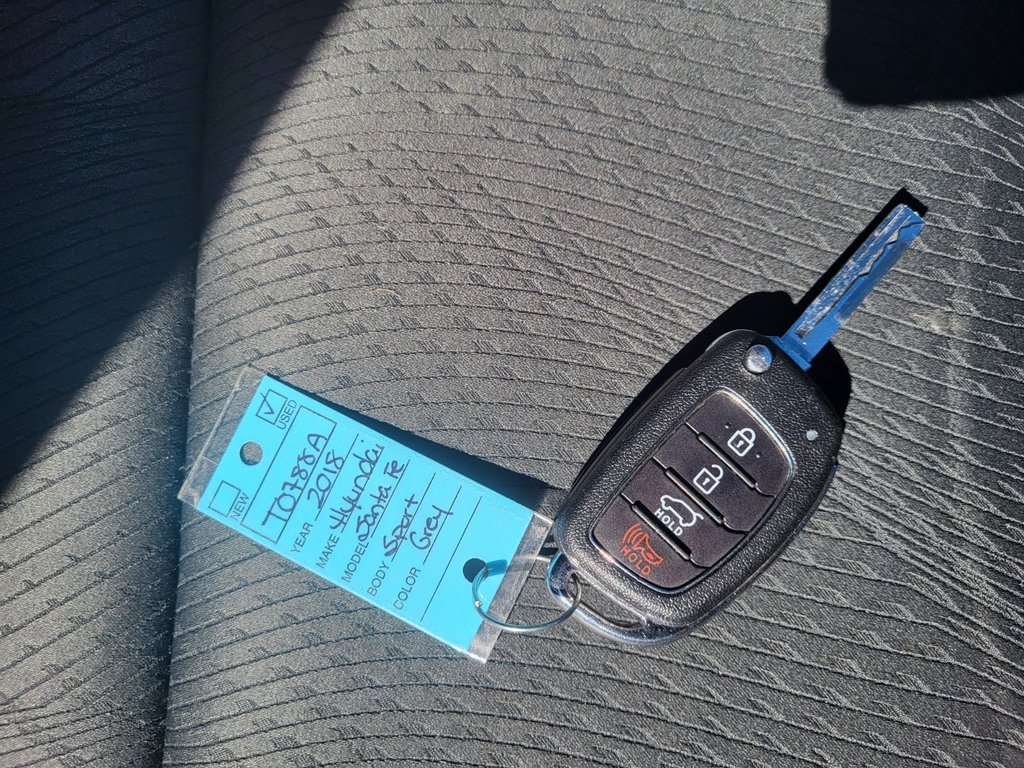 ✓ USED
NEW
T0788A
YEAR 2018
MAKE Hyundai
MODEL Santa Fe
BODY Sport
COLOR Grey
HOLD
HOLD